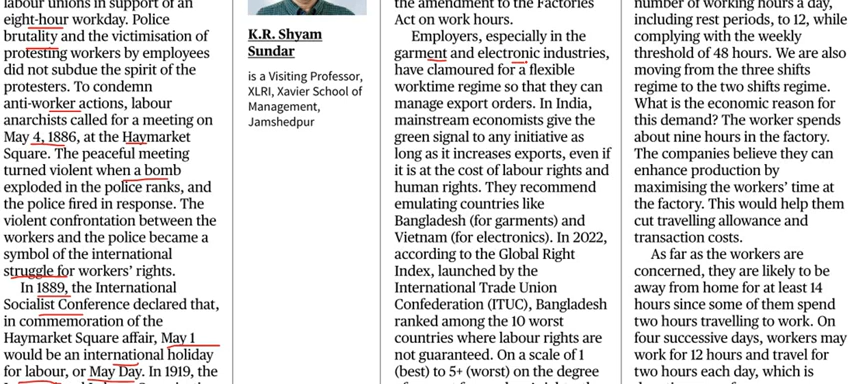 labour unions in support of an
eight-hour workday. Police
brutality and the victimisation of
protesting workers by employees
did not subdue the spirit of the
protesters. To condemn
anti-worker actions, labour
anarchists called for a meeting on
May 4, 1886, at the Haymarket
Square. The peaceful meeting
turned violent when a bomb
exploded in the police ranks, and
the police fired in response. The
violent confrontation between the
workers and the police became a
symbol of the international
struggle for workers' rights.
In 1889, the International
Socialist Conference declared that,
in commemoration of the
Haymarket Square affair, May 1
would be an international holiday
for labour, or May Day. In 1919, the
K.R. Shyam
Sundar
is a Visiting Professor,
XLRI, Xavier School of
Management,
Jamshedpur
the amendment to the Factories
Act on work hours.
Employers, especially in the
garment and electronic industries,
have clamoured for a flexible
worktime regime so that they can
manage export orders. In India,
mainstream economists give the
green signal to any initiative as
long as it increases exports, even if
it is at the cost of labour rights and
human rights. They recommend
emulating countries like
Bangladesh (for garments) and
Vietnam (for electronics). In 2022,
according to the Global Right
Index, launched by the
International Trade Union
Confederation (ITUC), Bangladesh
ranked among the 10 worst
countries where labour rights are
not guaranteed. On a scale of 1
(best) to 5+ (worst) on the degree
number of working hours a day,
including rest periods, to 12, while
complying with the weekly
threshold of 48 hours. We are also
moving from the three shifts
regime to the two shifts regime.
What is the economic reason for
this demand? The worker spends
about nine hours in the factory.
The companies believe they can
enhance production by
maximising the workers' time at
the factory. This would help them
cut travelling allowance and
transaction costs.
As far as the workers are
concerned, they are likely to be
away from home for at least 14
hours since some of them spend
two hours travelling to work. On
four successive days, workers may
work for 12 hours and travel for
two hours each day, which is